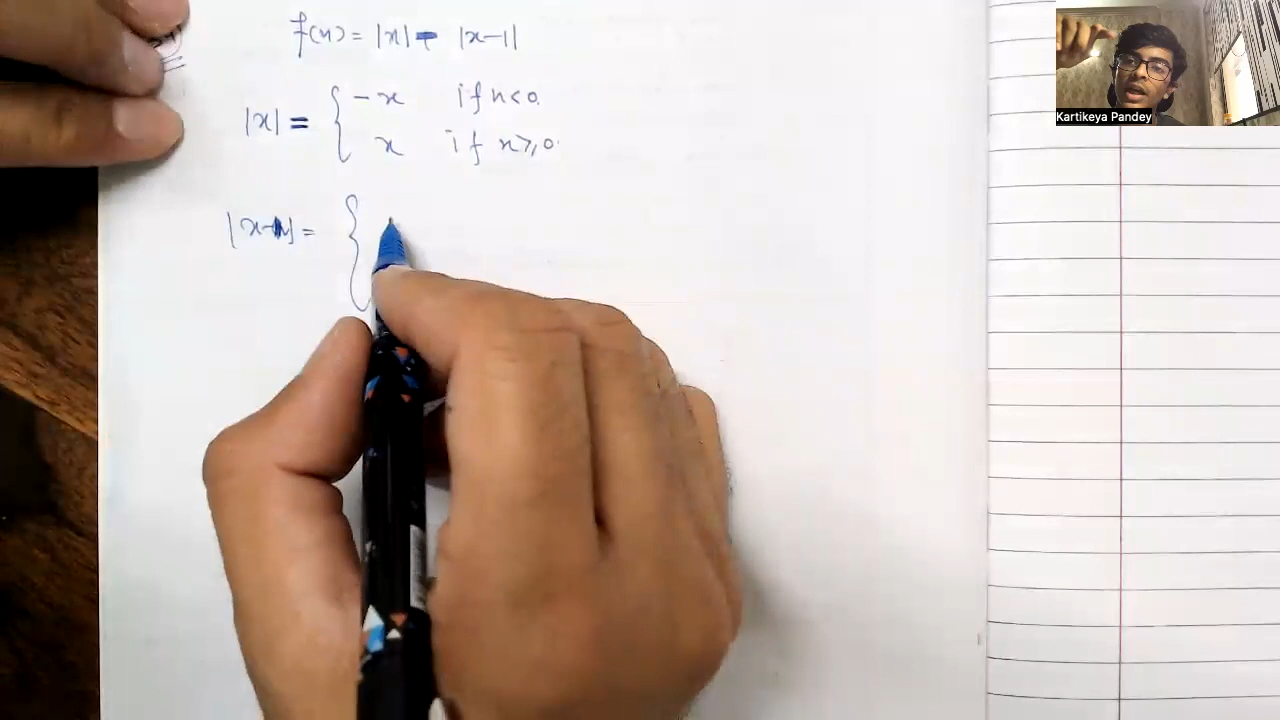 f(x) = |x| - |x-1|
|x| = { -x if x<0.
x if x≥0.
|x-1| = {
Kartikeya Pandey